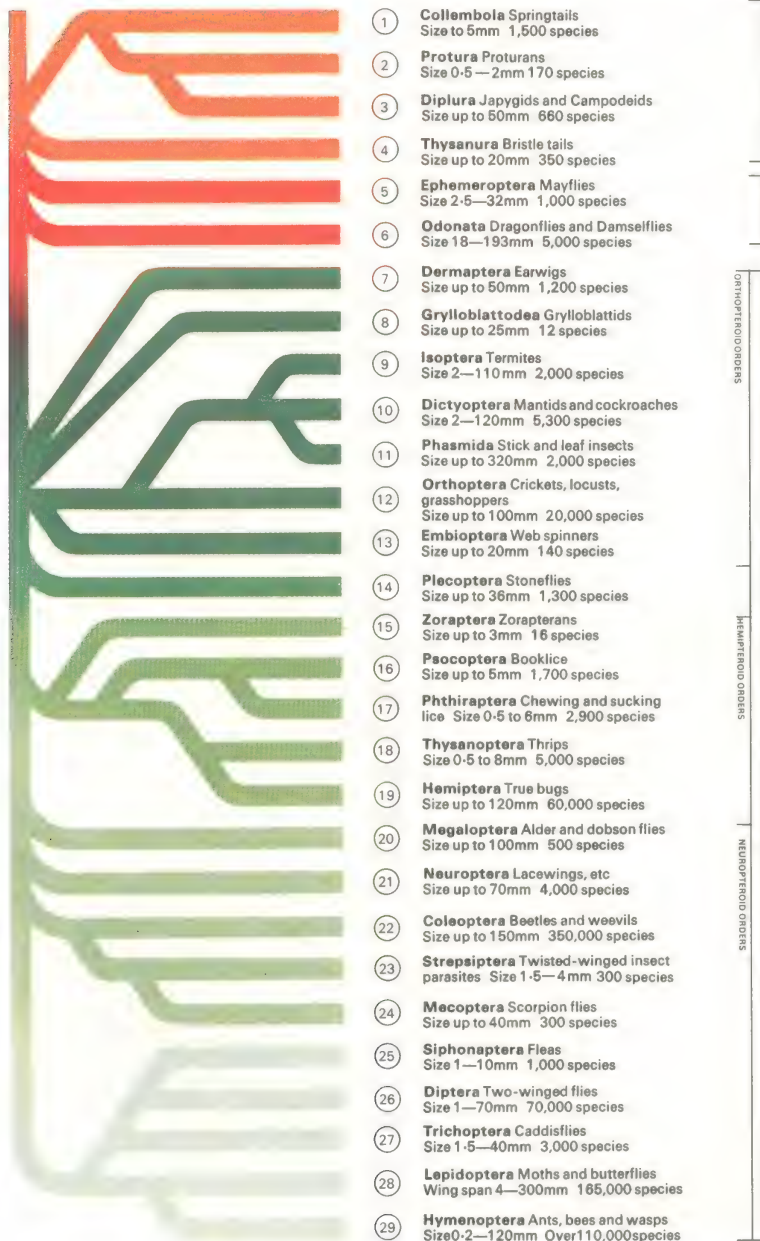 1
Collembola Springtails
Size to 5mm 1,500 species
2
Protura Proturans
Size 0·5—2mm 170 species
3
Diplura Japygids and Campodeids
Size up to 50mm 660 species
4
Thysanura Bristle tails
Size up to 20mm 350 species
5
Ephemeroptera Mayflies
Size 2·5—32mm 1,000 species
6
Odonata Dragonflies and Damselflies
Size 18—193mm 5,000 species
7
Dermaptera Earwigs
Size up to 50mm 1,200 species
8
Grylloblattodea Grylloblattids
Size up to 25mm 12 species
9
Isoptera Termites
Size 2—110mm 2,000 species
10
Dictyoptera Mantids and cockroaches
Size 2—120mm 5,300 species
11
Phasmida Stick and leaf insects
Size up to 320mm 2,000 species
12
Orthoptera Crickets, locusts,
grasshoppers
Size up to 100mm 20,000 species
13
Embioptera Web spinners
Size up to 20mm 140 species
14
Plecoptera Stoneflies
Size up to 36mm 1,300 species
ORTHOPTEROID ORDERS
15
Zoraptera Zorapterans
Size up to 3mm 16 species
16
Psocoptera Booklice
Size up to 5mm 1,700 species
17
Phthiraptera Chewing and sucking
lice Size 0·5 to 6mm 2,900 species
18
Thysanoptera Thrips
Size 0·5 to 8mm 5,000 species
19
Hemiptera True bugs
Size up to 120mm 60,000 species
HEMIPTEROID ORDERS
20
Megaloptera Alder and dobson flies
Size up to 100mm 500 species
21
Neuroptera Lacewings, etc
Size up to 70mm 4,000 species
22
Coleoptera Beetles and weevils
Size up to 150mm 350,000 species
23
Strepsiptera Twisted-winged insect
parasites Size 1·5—4mm 300 species
24
Mecoptera Scorpion flies
Size up to 40mm 300 species
25
Siphonaptera Fleas
Size 1—10mm 1,000 species
26
Diptera Two-winged flies
Size 1—70mm 70,000 species
27
Trichoptera Caddisflies
Size 1·5—40mm 3,000 species
28
Lepidoptera Moths and butterflies
Wing span 4—300mm 165,000 species
29
Hymenoptera Ants, bees and wasps
Size0·2—120mm Over110,000species
NEUROPTEROID ORDERS